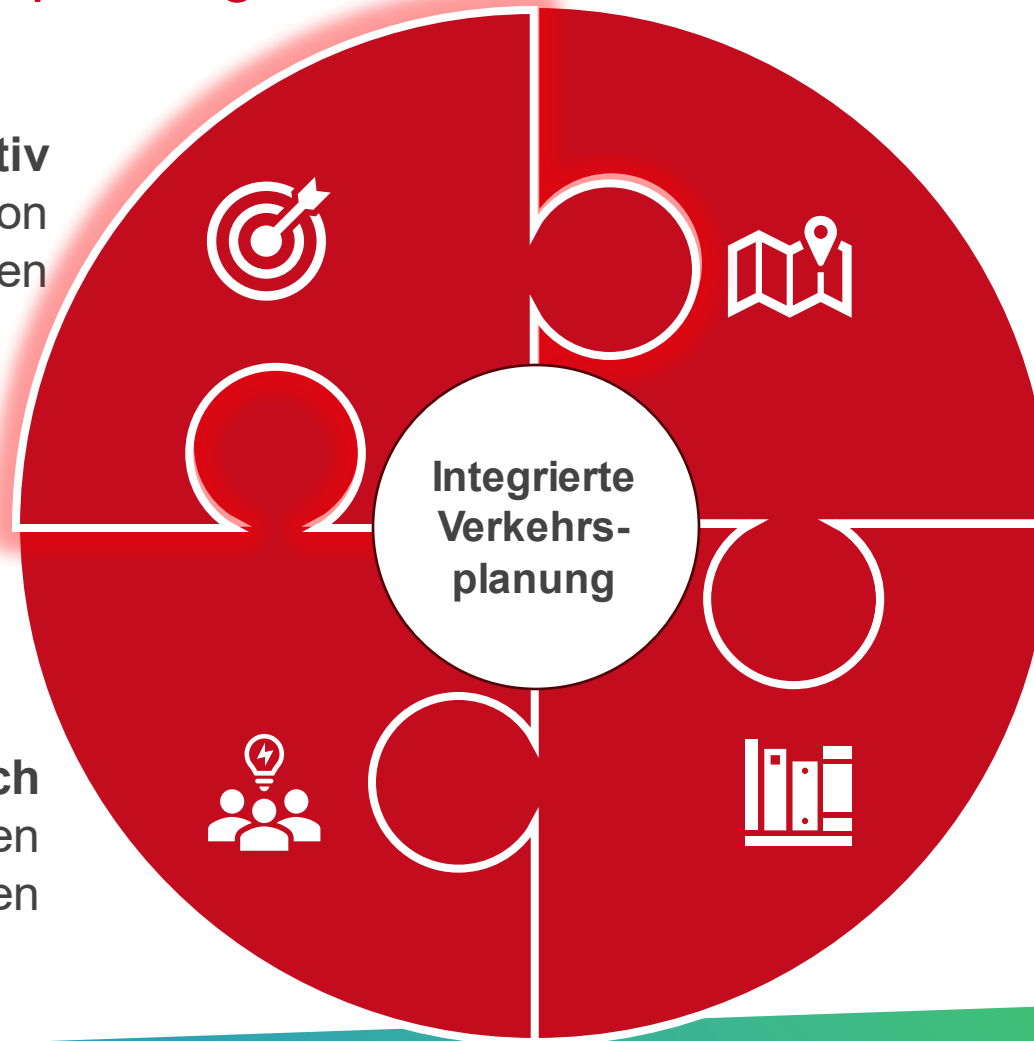 tiv
on
en
Integrierte
Verkehrs-
planung
ch
en
en